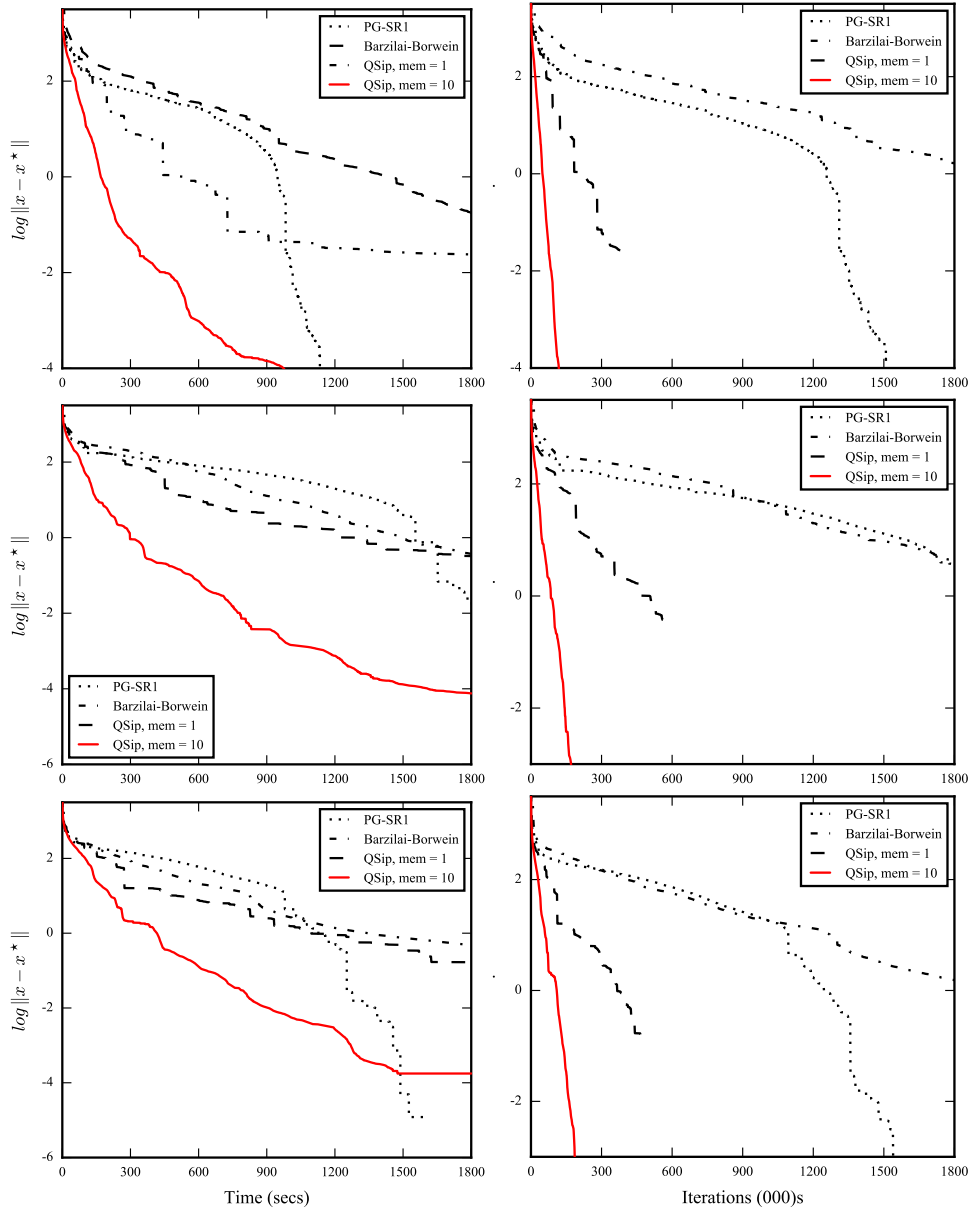 PG-SR1
Barzilai-Borwein
QSip, mem = 1
QSip, mem = 10
2
0
-2
-4
0 300 600 900 1200 1500 1800
log ||x − x★||
PG-SR1
Barzilai-Borwein
QSip, mem = 1
QSip, mem = 10
2
0
-2
-4
0 300 600 900 1200 1500 1800
PG-SR1
Barzilai-Borwein
QSip, mem = 1
QSip, mem = 10
2
0
-2
-4
-6
0 300 600 900 1200 1500 1800
log ||x − x★||
PG-SR1
Barzilai-Borwein
QSip, mem = 1
QSip, mem = 10
2
0
-2
0 300 600 900 1200 1500 1800
PG-SR1
Barzilai-Borwein
QSip, mem = 1
QSip, mem = 10
2
0
-2
-4
-6
0 300 600 900 1200 1500 1800
log ||x − x★||
Time (secs)
PG-SR1
Barzilai-Borwein
QSip, mem = 1
QSip, mem = 10
2
0
-2
0 300 600 900 1200 1500 1800
Iterations (000)s